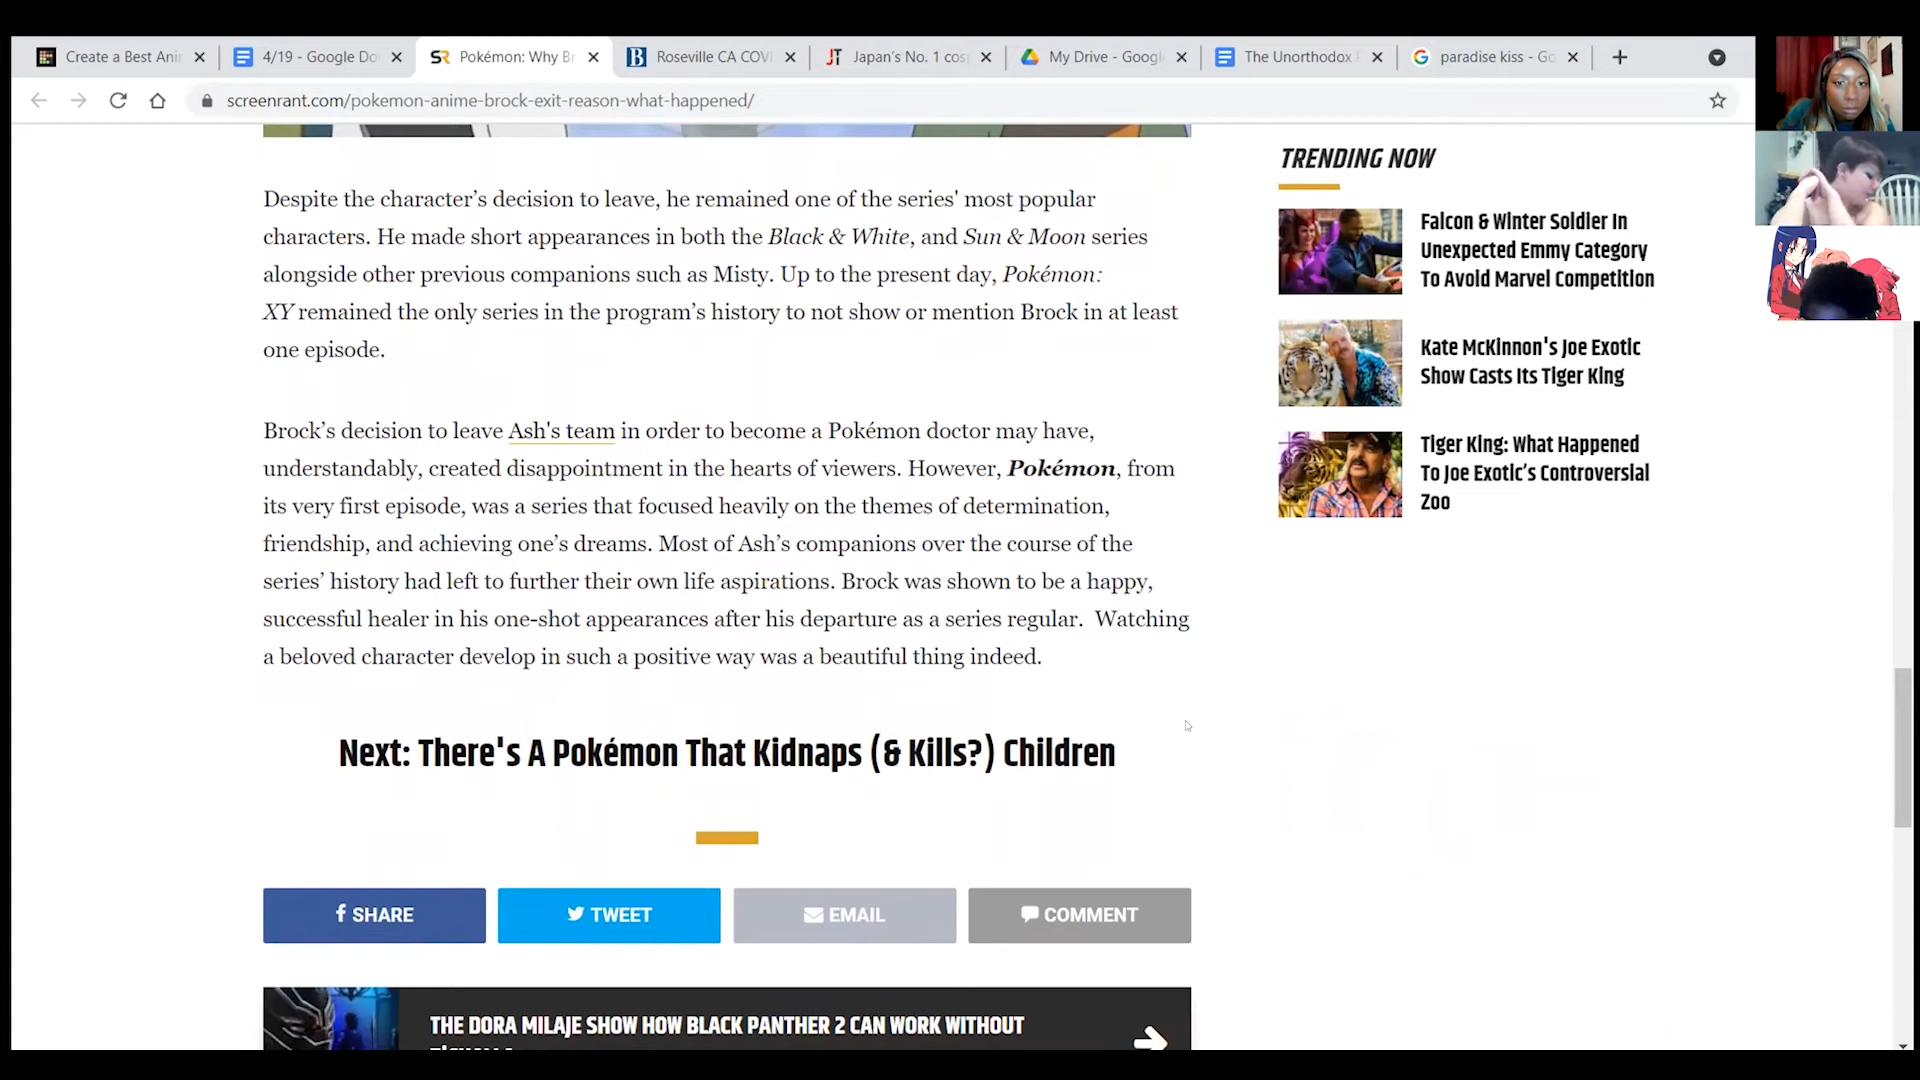 Create a Best Ani
4/19 - Google Do
Pokémon: Why Br
Roseville CA COVI
Japan's No. 1 cos
My Drive - Google
The Unorthodox
paradise kiss - Go
screenrant.com/pokemon-anime-brock-exit-reason-what-happened/
Despite the character's decision to leave, he remained one of the series' most popular
characters. He made short appearances in both the Black & White, and Sun & Moon series
alongside other previous companions such as Misty. Up to the present day, Pokémon:
XY remained the only series in the program's history to not show or mention Brock in at least
one episode.
Brock's decision to leave Ash's team in order to become a Pokémon doctor may have,
understandably, created disappointment in the hearts of viewers. However, Pokémon, from
its very first episode, was a series that focused heavily on the themes of determination,
friendship, and achieving one's dreams. Most of Ash's companions over the course of the
series' history had left to further their own life aspirations. Brock was shown to be a happy,
successful healer in his one-shot appearances after his departure as a series regular. Watching
a beloved character develop in such a positive way was a beautiful thing indeed.
Next: There's A Pokémon That Kidnaps (& Kills?) Children
SHARE
TWEET
EMAIL
COMMENT
THE DORA MILAJE SHOW HOW BLACK PANTHER 2 CAN WORK WITHOUT
TRENDING NOW
Falcon & Winter Soldier In
Unexpected Emmy Category
To Avoid Marvel Competition
Kate McKinnon's Joe Exotic
Show Casts Its Tiger King
Tiger King: What Happened
To Joe Exotic's Controversial
Zoo